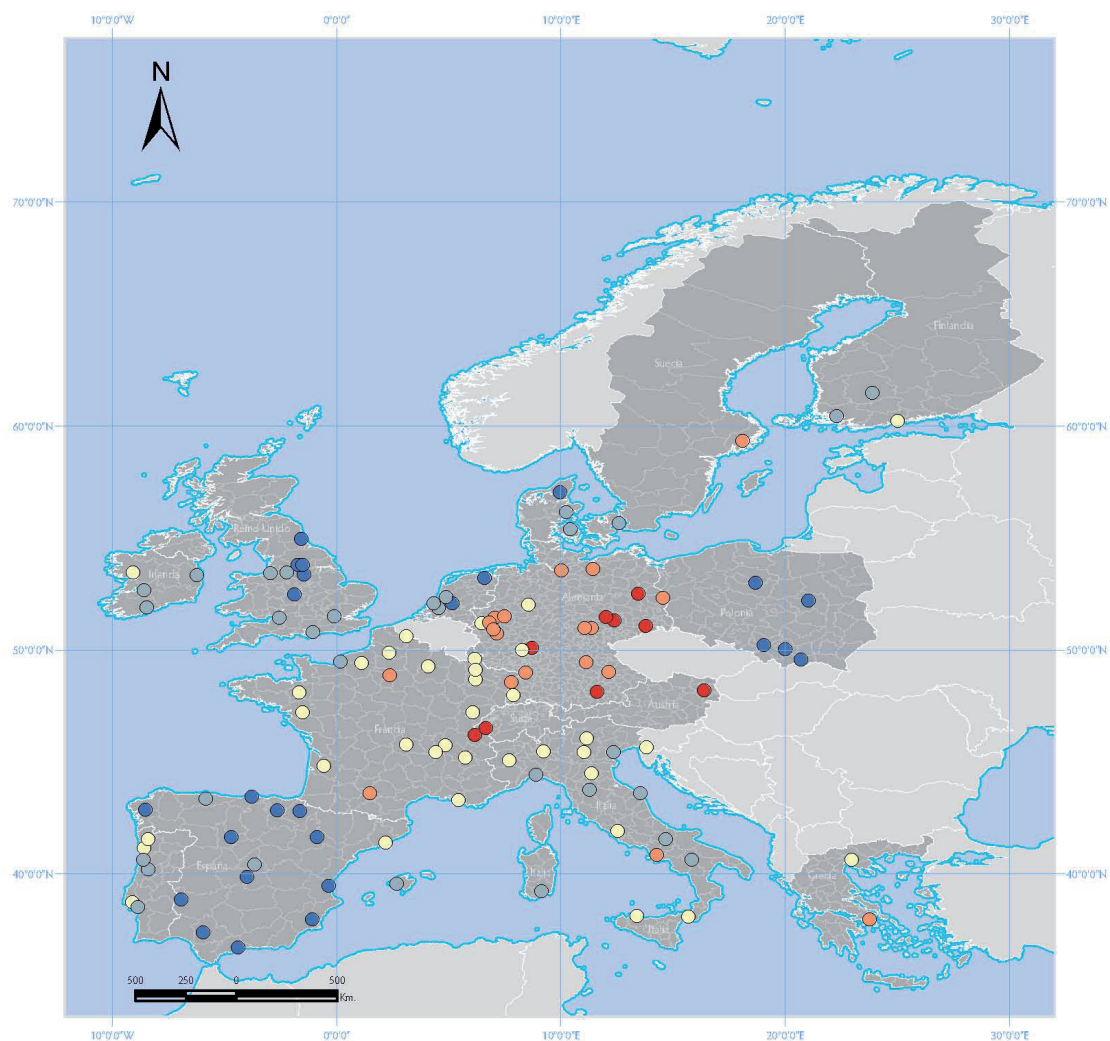 10°0'0"W 0°0'0"E 10°0'0"E 20°0'0"E 30°0'0"E
N
70°0'0"N 70°0'0"N
Finlandia
Suecia
60°0'0"N 60°0'0"N
Reino Unido
Irlanda
Alemania
Polonia
50°0'0"N 50°0'0"N
Austria
Suiza
Francia
Italia
España
Italia
Grecia
40°0'0"N 40°0'0"N
Italia
500 250 0 500
Km.
10°0'0"W 0°0'0"E 10°0'0"E 20°0'0"E 30°0'0"E